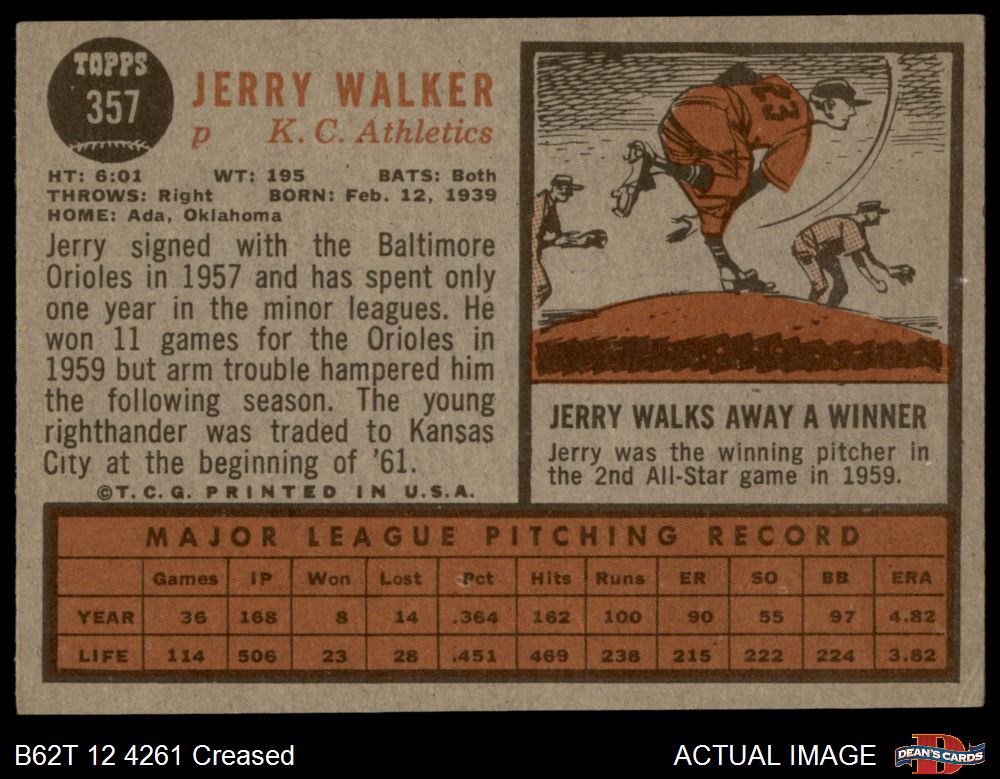 TOPPS
357
JERRY WALKER
p K. C. Athletics
HT: 6:01 WT: 195 BATS: Both
THROWS: Right BORN: Feb. 12, 1939
HOME: Ada, Oklahoma
Jerry signed with the Baltimore
Orioles in 1957 and has spent only
one year in the minor leagues. He
won 11 games for the Orioles in
1959 but arm trouble hampered him
the following season. The young
righthander was traded to Kansas
City at the beginning of '61.
©T.C.G. PRINTED IN U.S.A.
23
JERRY WALKS AWAY A WINNER
Jerry was the winning pitcher in
the 2nd All-Star game in 1959.
MAJOR LEAGUE PITCHING RECORD
Games IP Won Lost Pct Hits Runs ER SO BB ERA
YEAR 36 168 8 14 .364 162 100 90 55 97 4.82
LIFE 114 506 23 28 .451 469 238 215 222 224 3.82
B62T 12 4261 Creased
ACTUAL IMAGE
DEAN'S CARDS